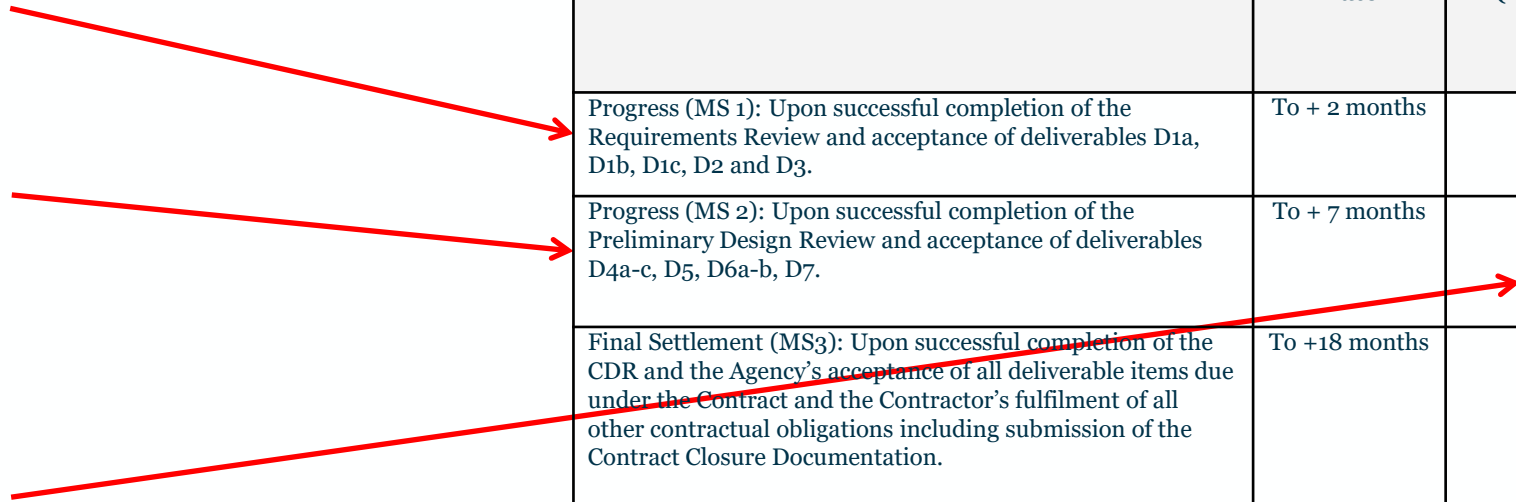 Progress (MS 1): Upon successful completion of the
Requirements Review and acceptance of deliverables D1a,
D1b, D1c, D2 and D3.
To + 2 months
Progress (MS 2): Upon successful completion of the
Preliminary Design Review and acceptance of deliverables
D4a-c, D5, D6a-b, D7.
To + 7 months
Final Settlement (MS3): Upon successful completion of the
CDR and the Agency’s acceptance of all deliverable items due
under the Contract and the Contractor’s fulfilment of all
other contractual obligations including submission of the
Contract Closure Documentation.
To +18 months